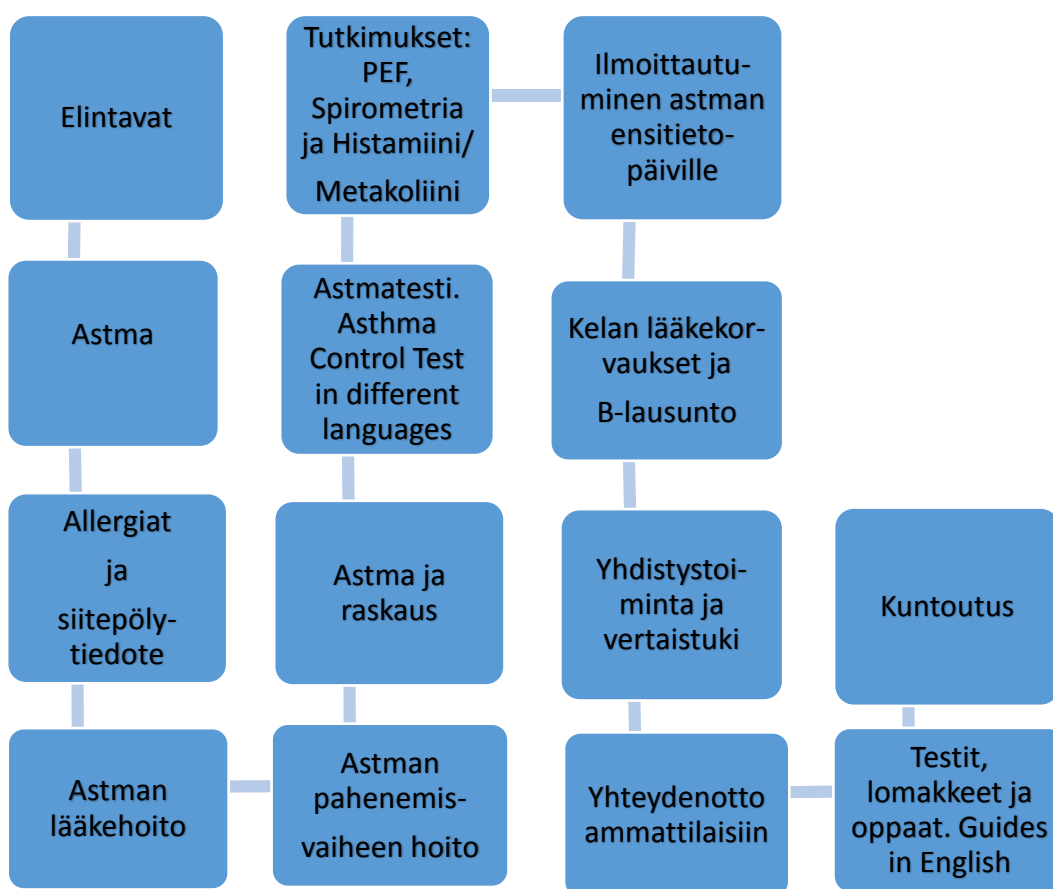 Elintavat
Astma
Allergiat
ja
siitepöly-
tiedote
Astman
lääkehoito
Astman
pahenemis-
vaiheen hoito
Astma ja
raskaus
Astmatesti.
Asthma
Control Test
in different
languages
Tutkimukset:
PEF,
Spirometria
ja Histamiini/
Metakoliini
Ilmoittautu-
minen astman
ensitieto-
päiville
Kelan lääkekor-
vaukset ja
B-lausunto
Yhdistystoi-
minta ja
vertaistuki
Yhteydenotto
ammattilaisiin
Testit,
lomakkeet ja
oppaat. Guides
in English
Kuntoutus